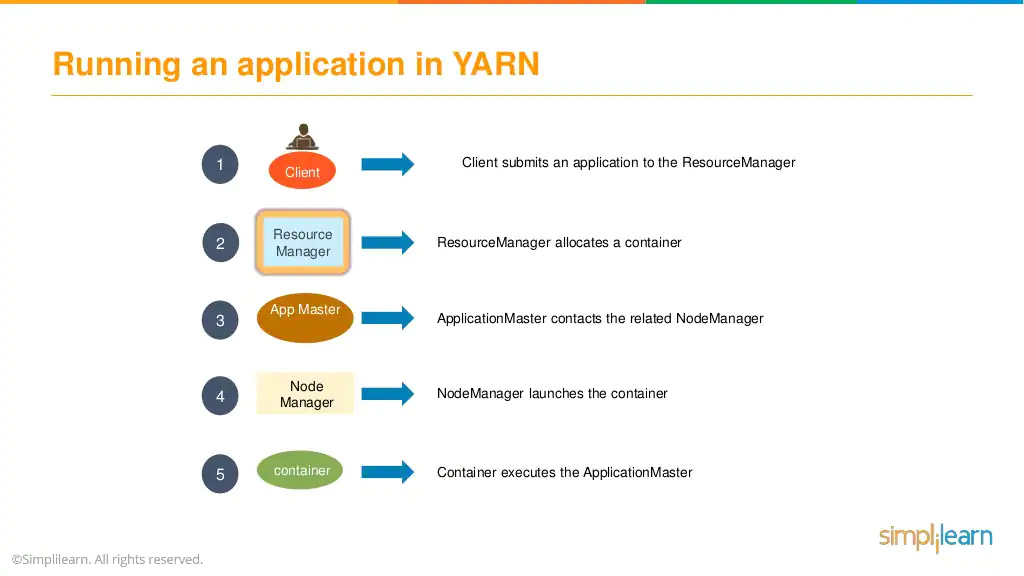 Running an application in YARN
1
Client
Client submits an application to the ResourceManager
2
Resource
Manager
ResourceManager allocates a container
3
App Master
ApplicationMaster contacts the related NodeManager
4
Node
Manager
NodeManager launches the container
5
container
Container executes the ApplicationMaster
simplilearn
©Simplilearn. All rights reserved.